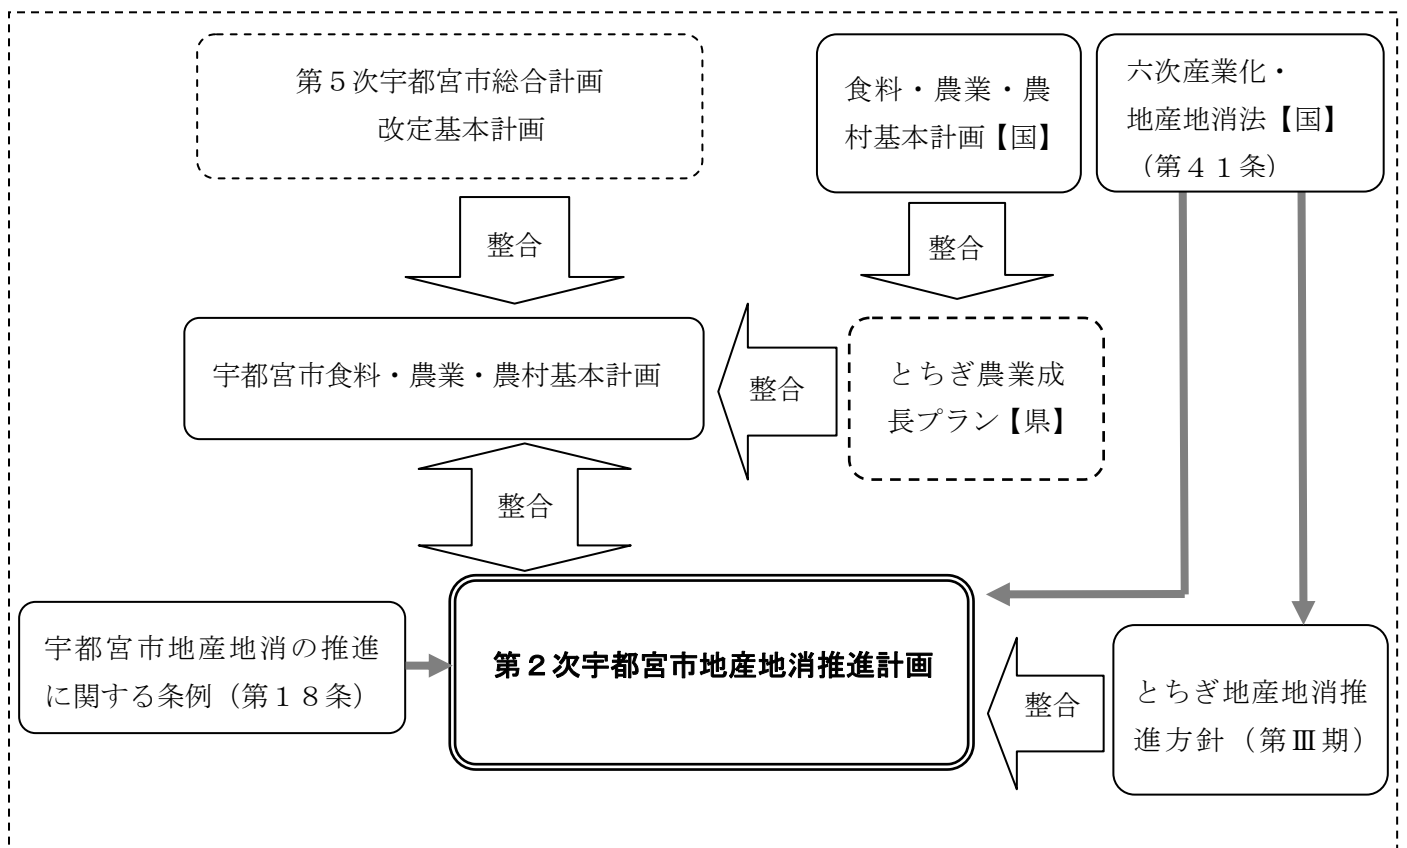 第５次宇都宮市総合計画
改定基本計画
食料・農業・農
村基本計画【国】
六次産業化・
地産地消法【国】
（第４１条）
整合
整合
宇都宮市食料・農業・農村基本計画
整合
とちぎ農業成
長プラン【県】
整合
宇都宮市地産地消の推進
に関する条例（第１８条）
第２次宇都宮市地産地消推進計画
整合
とちぎ地産地消推
進方針（第Ⅲ期）